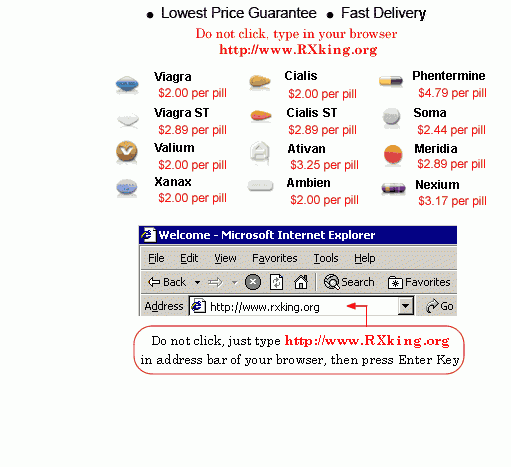 ● Lowest Price Guarantee ● Fast Delivery
Do not click, type in your browser
http://www.RXking.org
Viagra Cialis Phentermine
$2.00 per pill $2.00 per pill $4.79 per pill
Viagra ST Cialis ST Soma
$2.89 per pill $2.89 per pill $2.44 per pill
Valium Ativan Meridia
$2.00 per pill $3.25 per pill $2.89 per pill
Xanax Ambien Nexium
$2.00 per pill $2.00 per pill $3.17 per pill
Welcome - Microsoft Internet Explorer
File Edit View Favorites Tools Help
Back Search Favorites
Address http://www.rxking.org Go
Do not click, just type http://www.RXking.org
in address bar of your browser, then press Enter Key